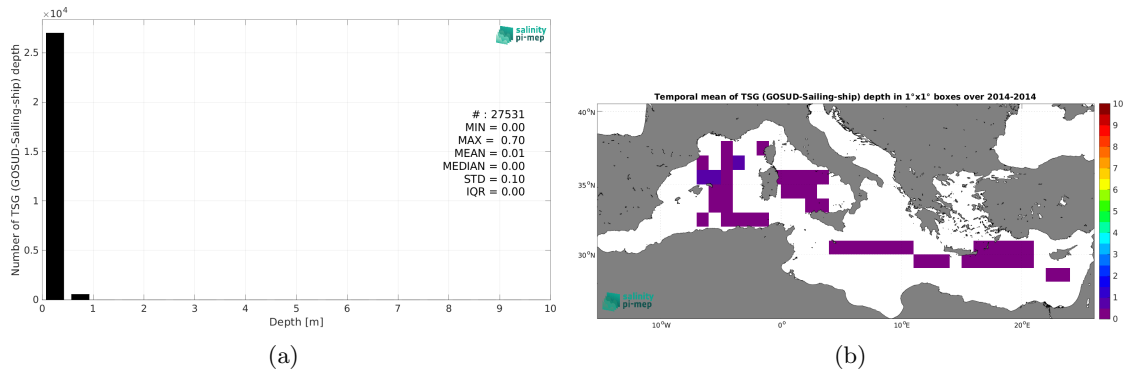 ×10⁴
2.5
2
1.5
1
0.5
0
Number of TSG (GOSUD-Sailing-ship) depth
salinity
pi-mep
# : 27531
MIN = 0.00
MAX = 0.70
MEAN = 0.01
MEDIAN = 0.00
STD = 0.10
IQR = 0.00
0 1 2 3 4 5 6 7 8 9 10
Depth [m]
(a)
Temporal mean of TSG (GOSUD-Sailing-ship) depth in 1°x1° boxes over 2014-2014
40°N
35°N
30°N
salinity
pi-mep
10°W 0° 10°E 20°E
10
9
8
7
6
5
4
3
2
1
0
(b)